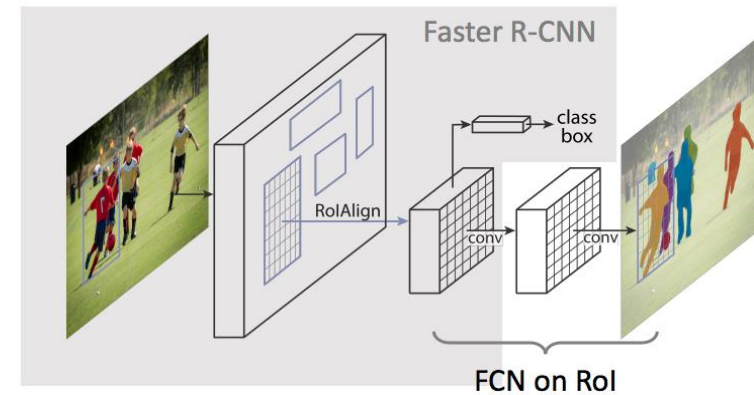 Faster R-CNN
class
box
RoIAlign
conv
conv
FCN on RoI